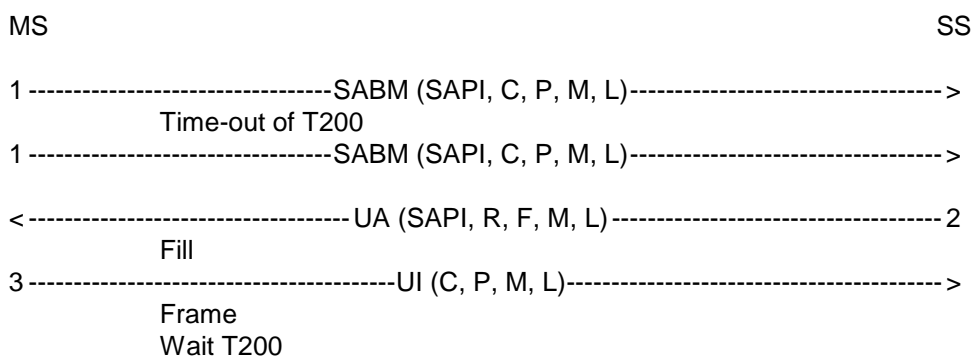 MS SS
1 ----------------------------------SABM (SAPI, C, P, M, L)----------------------------------- >
Time-out of T200
1 ----------------------------------SABM (SAPI, C, P, M, L)----------------------------------- >
< ------------------------------------ UA (SAPI, R, F, M, L) ------------------------------------- 2
Fill
3 -----------------------------------------UI (C, P, M, L)------------------------------------------ >
Frame
Wait T200